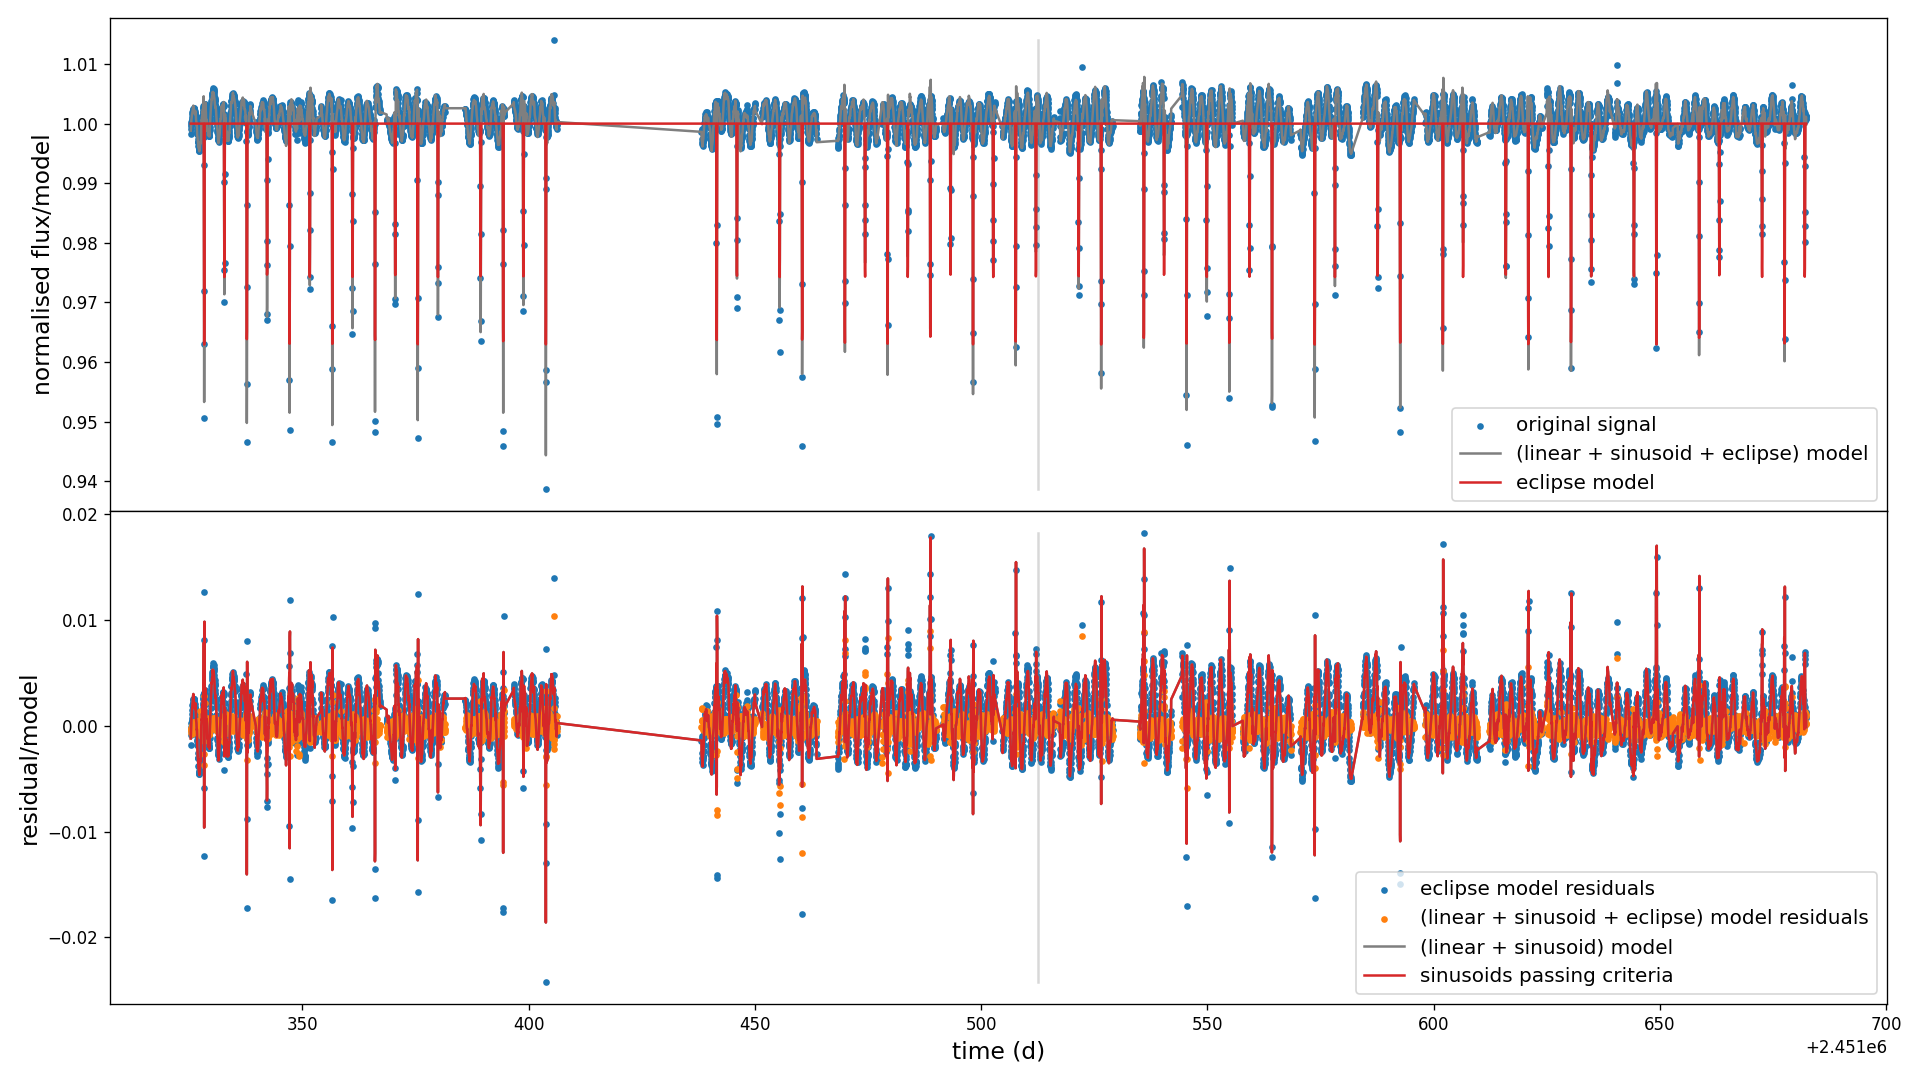 1.01
1.00
0.99
0.98
0.97
0.96
0.95
0.94
normalised flux/model
original signal
(linear + sinusoid + eclipse) model
eclipse model
0.02
0.01
0.00
−0.01
−0.02
residual/model
eclipse model residuals
(linear + sinusoid + eclipse) model residuals
(linear + sinusoid) model
sinusoids passing criteria
350 400 450 500 550 600 650 700
time (d)
+2.451e6